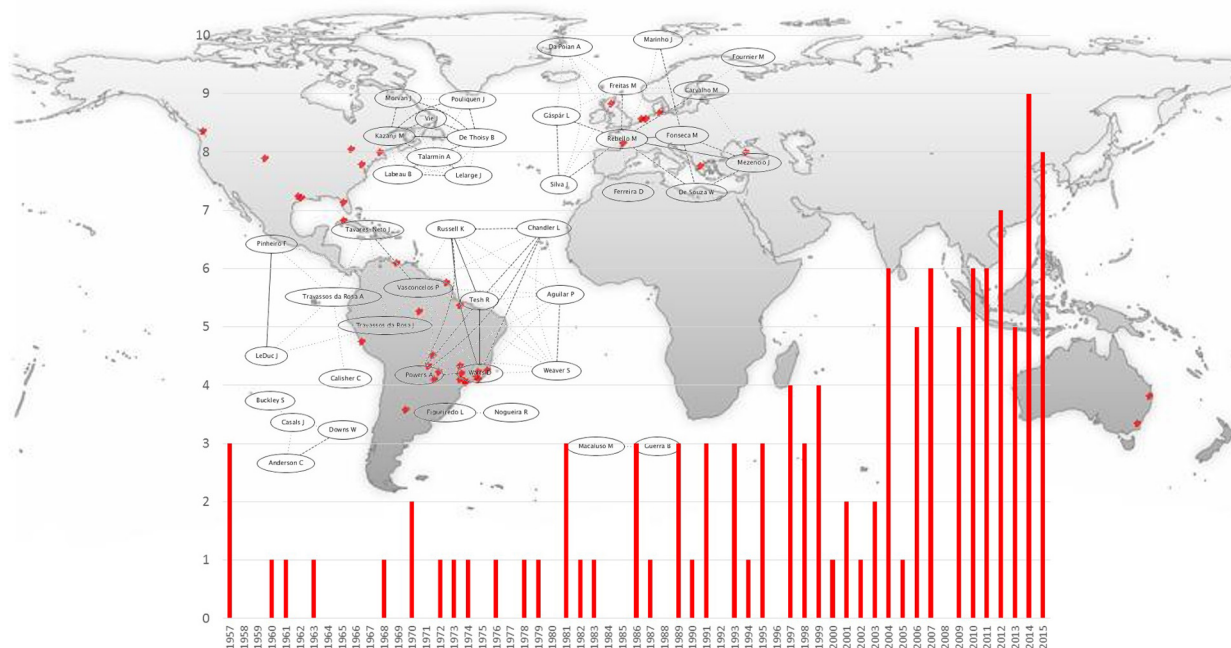 10
Marinho J
Da Poian A
Fournier M
Freitas M
9
Morvan J
Pouliquen J
Carvalho M
Vie J
Gáspár L
8
Kazanji M
De Thoisy B
Rebello M
Fonseca M
Talarmin A
Mezencio J
Labeau B
Lelarge J
Silva J
Ferreira D
De Souza W
7
Tavares-Neto J
Russell K
Chandler L
Pinheiro F
6
Vasconcelos P
Travassos da Rosa A
Tesh R
Aguilar P
5
Travassos da Rosa J
LeDuc J
Calisher C
Powers A
Weaver S
4
Buckley S
Figueiredo L
Nogueira R
Casals J
Downs W
3
Macaluso M
Guerra B
Anderson C
2
1
0
1957 1958 1959 1960 1961 1962 1963 1964 1965 1966 1967 1968 1969 1970 1971 1972 1973 1974 1975 1976 1977 1978 1979 1980 1981 1982 1983 1984 1985 1986 1987 1988 1989 1990 1991 1992 1993 1994 1995 1996 1997 1998 1999 2000 2001 2002 2003 2004 2005 2006 2007 2008 2009 2010 2011 2012 2013 2014 2015